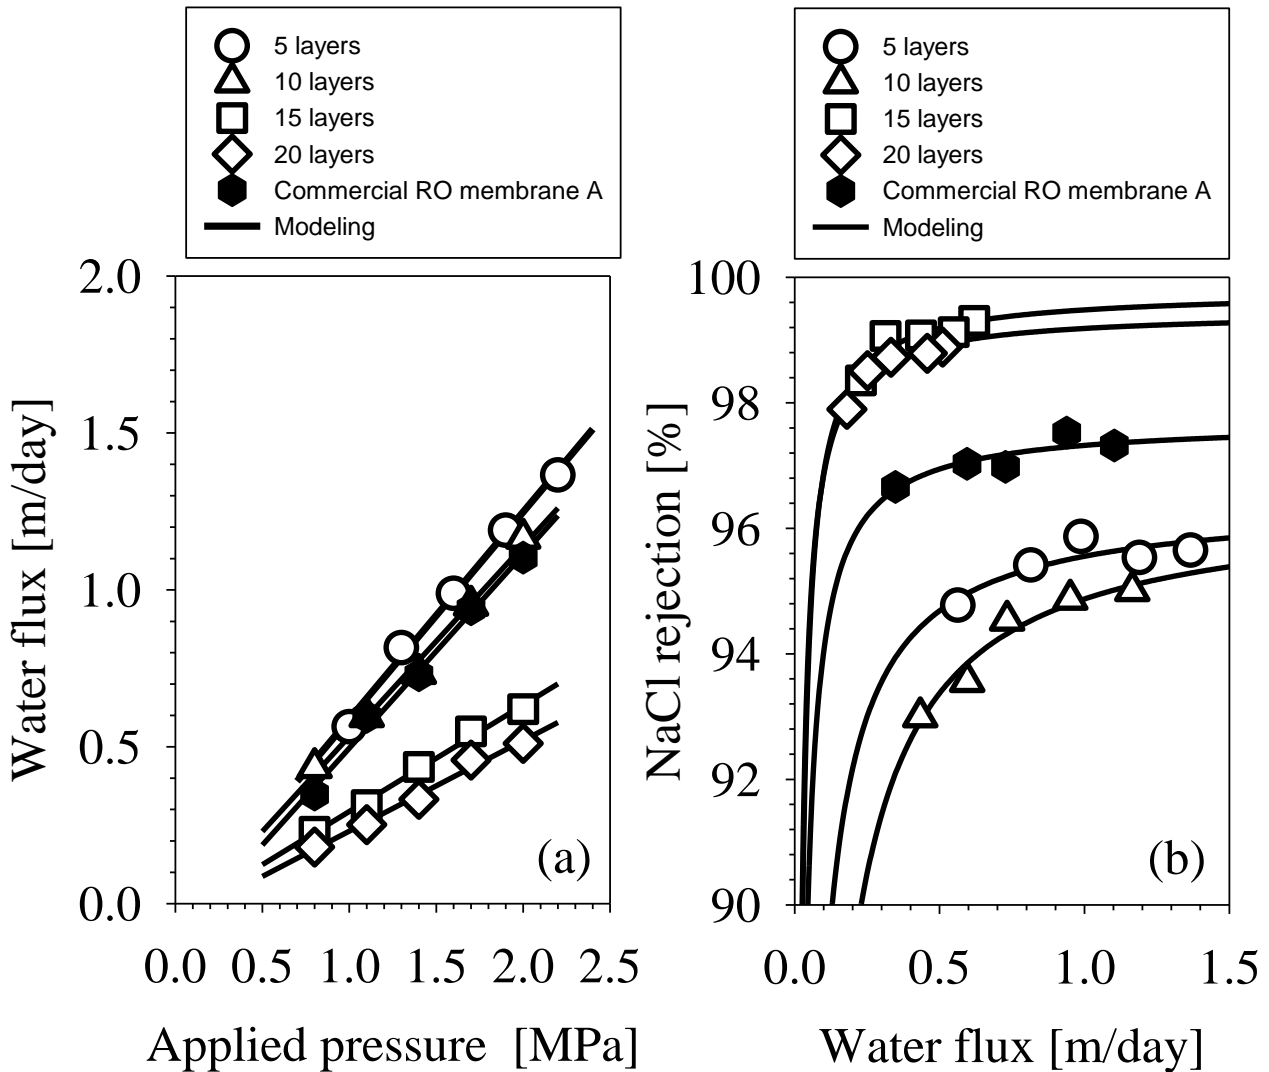 5 layers
10 layers
15 layers
20 layers
Commercial RO membrane A
Modeling
2.0
1.5
1.0
0.5
0.0
Water flux [m/day]
(a)
0.0 0.5 1.0 1.5 2.0 2.5
Applied pressure [MPa]
5 layers
10 layers
15 layers
20 layers
Commercial RO membrane A
Modeling
100
98
96
94
92
90
NaCl rejection [%]
(b)
0.0 0.5 1.0 1.5
Water flux [m/day]